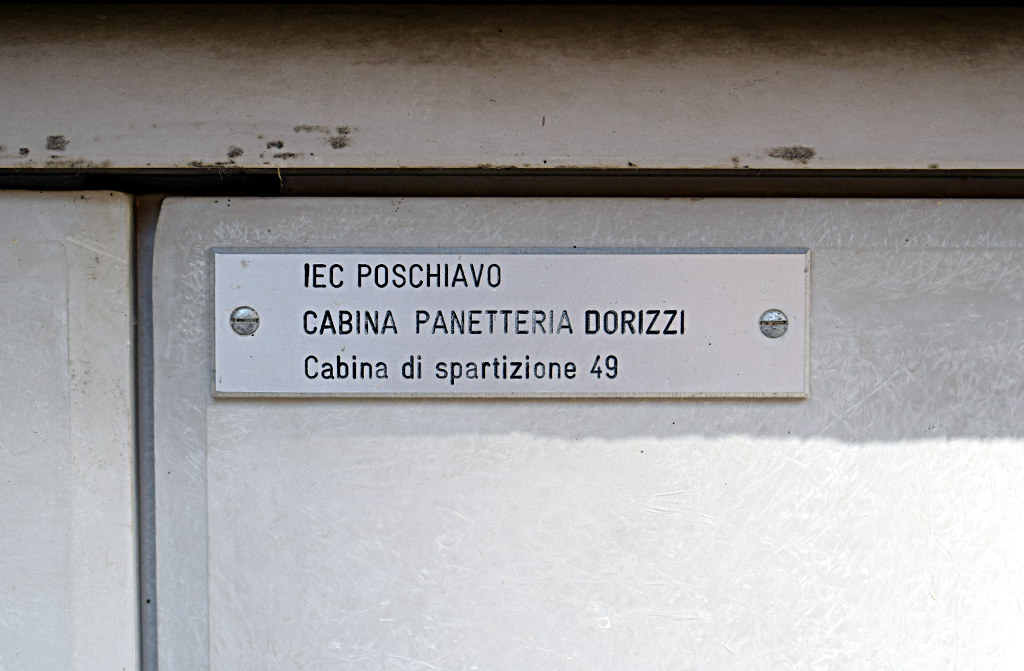 IEC POSCHIAVO
CABINA PANETTERIA DORIZZI
Cabina di spartizione 49